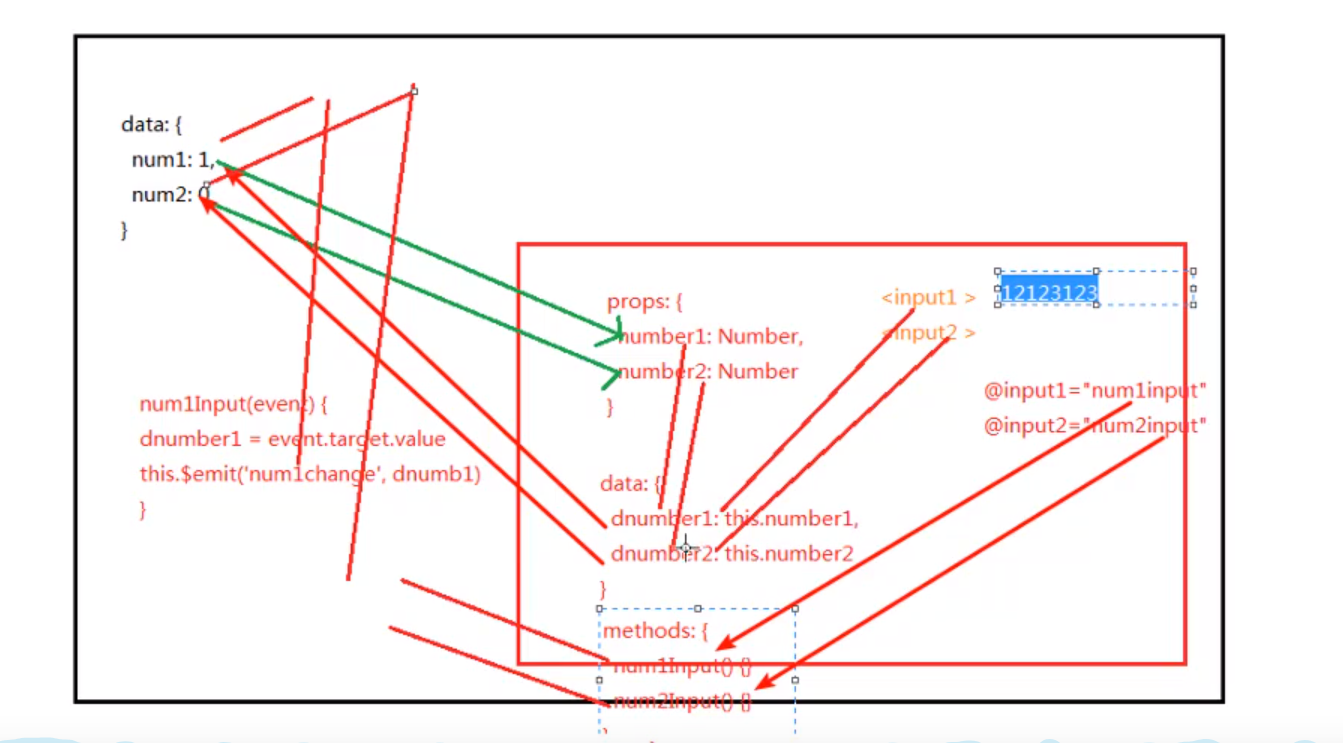 data: {
num1: 1,
num2: 0
}
num1Input(event) {
dnumber1 = event.target.value
this.$emit('num1change', dnumb1)
}
props: {
number1: Number,
number2: Number
}
data: {
dnumber1: this.number1,
dnumber2: this.number2
}
methods: {
num1Input() {}
num2Input() {}
}
<input1 >
<input2 >
12123123
@input1="num1input"
@input2="num2input"